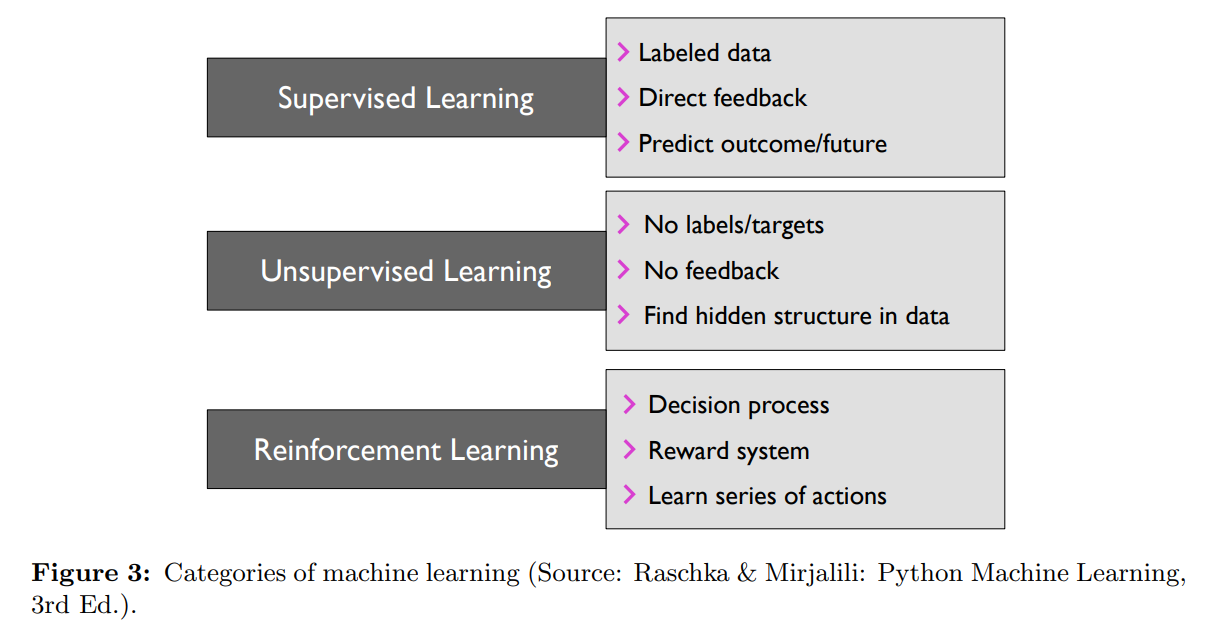 Supervised Learning
Labeled data
Direct feedback
Predict outcome/future
Unsupervised Learning
No labels/targets
No feedback
Find hidden structure in data
Reinforcement Learning
Decision process
Reward system
Learn series of actions
Figure 3: Categories of machine learning (Source: Raschka & Mirjalili: Python Machine Learning,
3rd Ed.).